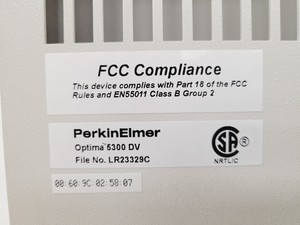 FCC Compliance
This device complies with Part 18 of the FCC
Rules and EN55011 Class B Group 2
PerkinElmer
Optima 5300 DV
File No. LR23329C
SA
NRTL/C
00:60:9C:02:58:07